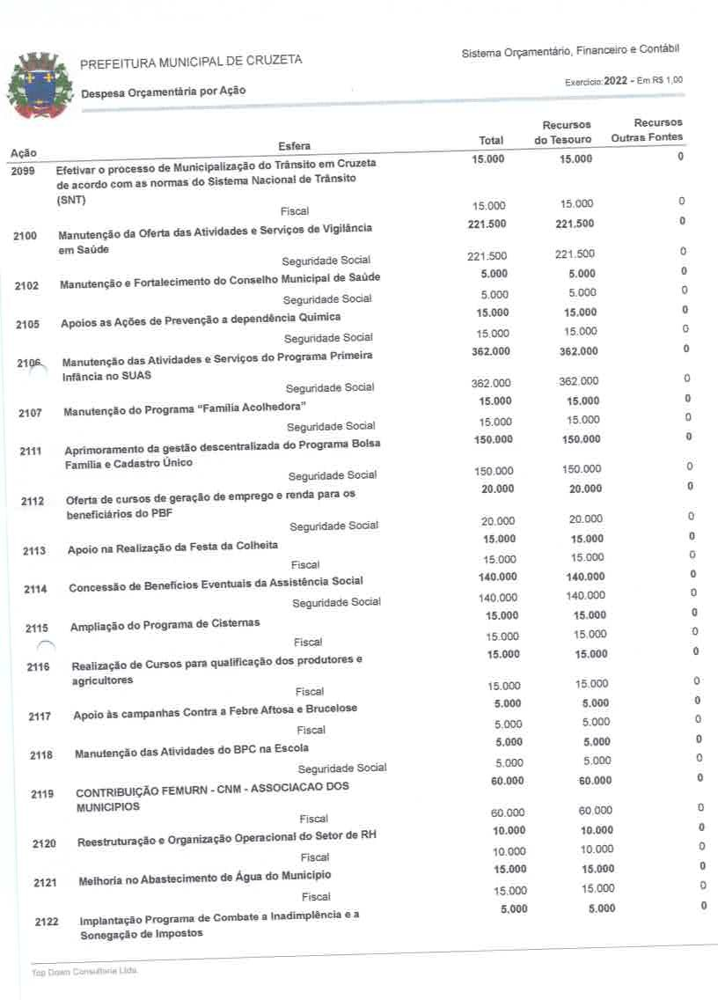 PREFEITURA MUNICIPAL DE CRUZETA
Sistema Orçamentário, Financeiro e Contábil
Despesa Orçamentária por Ação
Exercício: 2022 - Em R$ 1,00
Ação Esfera Total Recursos do Tesouro Recursos Outras Fontes
2099 Efetivar o processo de Municipalização do Trânsito em Cruzeta 15.000 15.000 0
de acordo com as normas do Sistema Nacional de Trânsito
(SNT)
Fiscal 15.000 15.000 0
2100 Manutenção da Oferta das Atividades e Serviços de Vigilância 221.500 221.500 0
em Saúde
Seguridade Social 221.500 221.500 0
2102 Manutenção e Fortalecimento do Conselho Municipal de Saúde 5.000 5.000 0
Seguridade Social 5.000 5.000 0
2105 Apoios as Ações de Prevenção a dependência Química 15.000 15.000 0
Seguridade Social 15.000 15.000 0
2106 Manutenção das Atividades e Serviços do Programa Primeira 362.000 362.000 0
Infância no SUAS
Seguridade Social 362.000 362.000 0
2107 Manutenção do Programa “Família Acolhedora” 15.000 15.000 0
Seguridade Social 15.000 15.000 0
2111 Aprimoramento da gestão descentralizada do Programa Bolsa 150.000 150.000 0
Família e Cadastro Único
Seguridade Social 150.000 150.000 0
2112 Oferta de cursos de geração de emprego e renda para os 20.000 20.000 0
beneficiários do PBF
Seguridade Social 20.000 20.000 0
2113 Apoio na Realização da Festa da Colheita 15.000 15.000 0
Fiscal 15.000 15.000 0
2114 Concessão de Benefícios Eventuais da Assistência Social 140.000 140.000 0
Seguridade Social 140.000 140.000 0
2115 Ampliação do Programa de Cisternas 15.000 15.000 0
Fiscal 15.000 15.000 0
2116 Realização de Cursos para qualificação dos produtores e 15.000 15.000 0
agricultores
Fiscal 15.000 15.000 0
2117 Apoio às campanhas Contra a Febre Aftosa e Brucelose 5.000 5.000 0
Fiscal 5.000 5.000 0
2118 Manutenção das Atividades do BPC na Escola 5.000 5.000 0
Seguridade Social 5.000 5.000 0
2119 CONTRIBUIÇÃO FEMURN - CNM - ASSOCIACAO DOS 60.000 60.000 0
MUNICIPIOS
Fiscal 60.000 60.000 0
2120 Reestruturação e Organização Operacional do Setor de RH 10.000 10.000 0
Fiscal 10.000 10.000 0
2121 Melhoria no Abastecimento de Água do Município 15.000 15.000 0
Fiscal 15.000 15.000 0
2122 Implantação Programa de Combate a Inadimplência e a 5.000 5.000 0
Sonegação de Impostos
Top Down Consultoria Ltda.